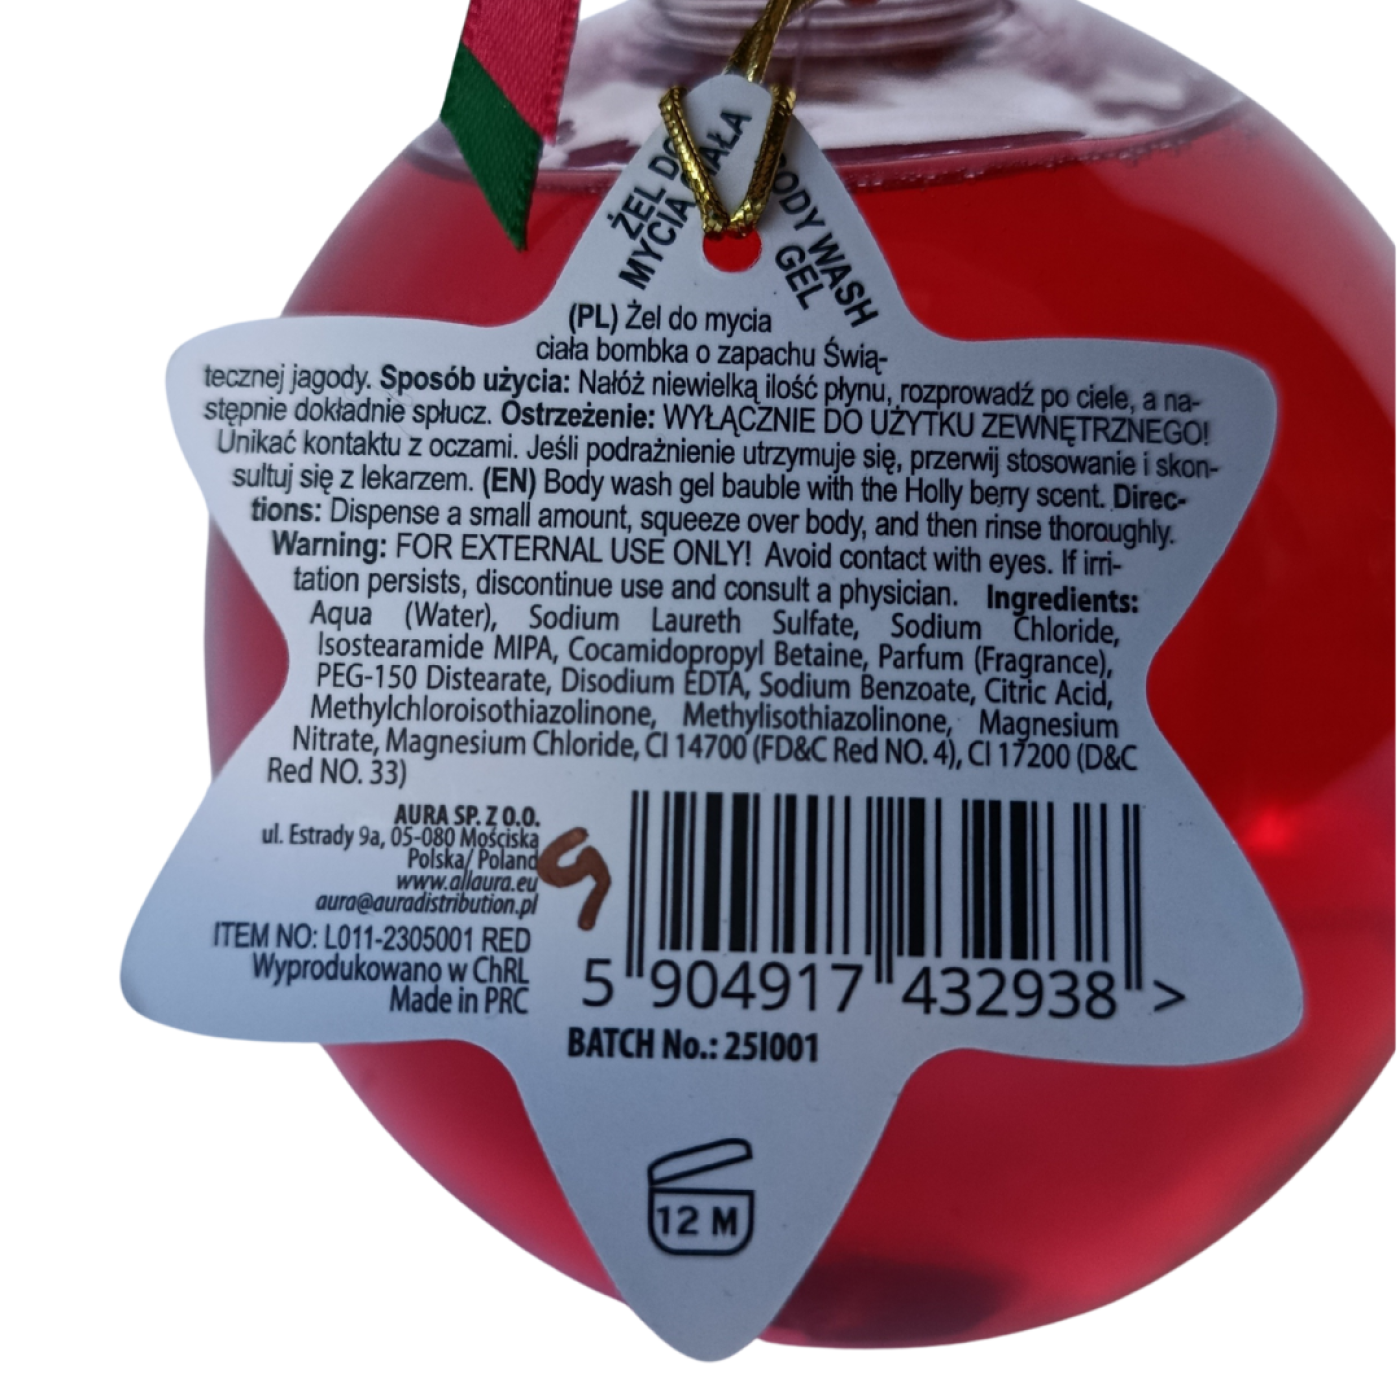 ŻEL DO
MYCIA CIAŁA
BODY WASH
GEL
(PL) Żel do mycia
ciała bombka o zapachu Świą-
tecznej jagody. Sposób użycia: Nałóż niewielką ilość płynu, rozprowadź po ciele, a na-
stępnie dokładnie spłucz. Ostrzeżenie: WYŁĄCZNIE DO UŻYTKU ZEWNĘTRZNEGO!
Unikać kontaktu z oczami. Jeśli podrażnienie utrzymuje się, przerwij stosowanie i skon-
sultuj się z lekarzem. (EN) Body wash gel bauble with the Holly berry scent. Direc-
tions: Dispense a small amount, squeeze over body, and then rinse thoroughly.
Warning: FOR EXTERNAL USE ONLY! Avoid contact with eyes. If irri-
tation persists, discontinue use and consult a physician. Ingredients:
Aqua (Water), Sodium Laureth Sulfate, Sodium Chloride,
Isostearamide MIPA, Cocamidopropyl Betaine, Parfum (Fragrance),
PEG-150 Distearate, Disodium EDTA, Sodium Benzoate, Citric Acid,
Methylchloroisothiazolinone, Methylisothiazolinone, Magnesium
Nitrate, Magnesium Chloride, CI 14700 (FD&C Red NO. 4), CI 17200 (D&C
Red NO. 33)
AURA SP. Z O.O.
ul. Estrady 9a, 05-080 Mościska
Polska/ Poland
www.allaura.eu
aura@auradistribution.pl
ITEM NO: L011-2305001 RED
Wyprodukowano w ChRL
Made in PRC
5 904917 432938 >
BATCH No.: 25I001
12 M